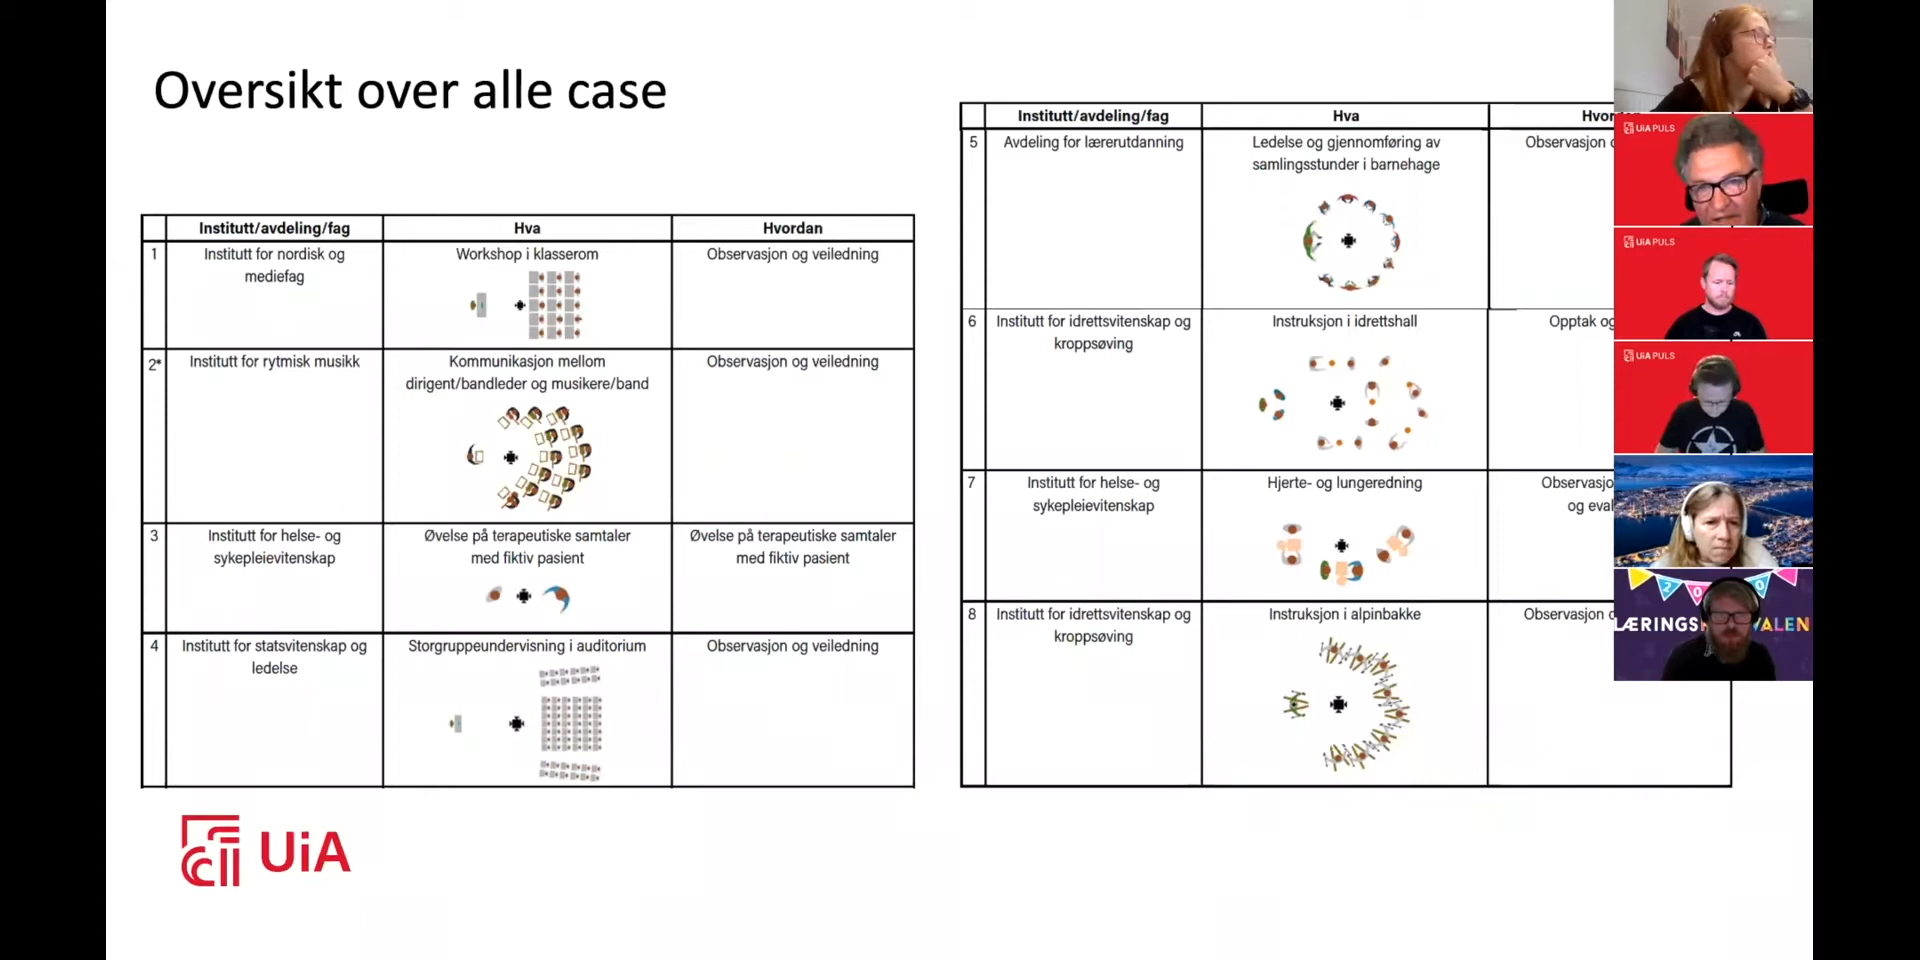 Oversikt over alle case
Institutt/avdeling/fag Hva Hvordan
1 Institutt for nordisk og mediefag Workshop i klasserom Observasjon og veiledning
2* Institutt for rytmisk musikk Kommunikasjon mellom dirigent/bandleder og musikere/band Observasjon og veiledning
3 Institutt for helse- og sykepleievitenskap Øvelse på terapeutiske samtaler med fiktiv pasient Øvelse på terapeutiske samtaler med fiktiv pasient
4 Institutt for statsvitenskap og ledelse Storgruppeundervisning i auditorium Observasjon og veiledning
Institutt/avdeling/fag Hva
5 Avdeling for lærerutdanning Ledelse og gjennomføring av samlingsstunder i barnehage Observasjon
6 Institutt for idrettsvitenskap og kroppsøving Instruksjon i idrettshall Opptak og
7 Institutt for helse- og sykepleievitenskap Hjerte- og lungeredning og
8 Institutt for idrettsvitenskap og kroppsøving Instruksjon i alpinbakke Observasjon
UiA
UiA PULS
UiA PULS
UiA PULS